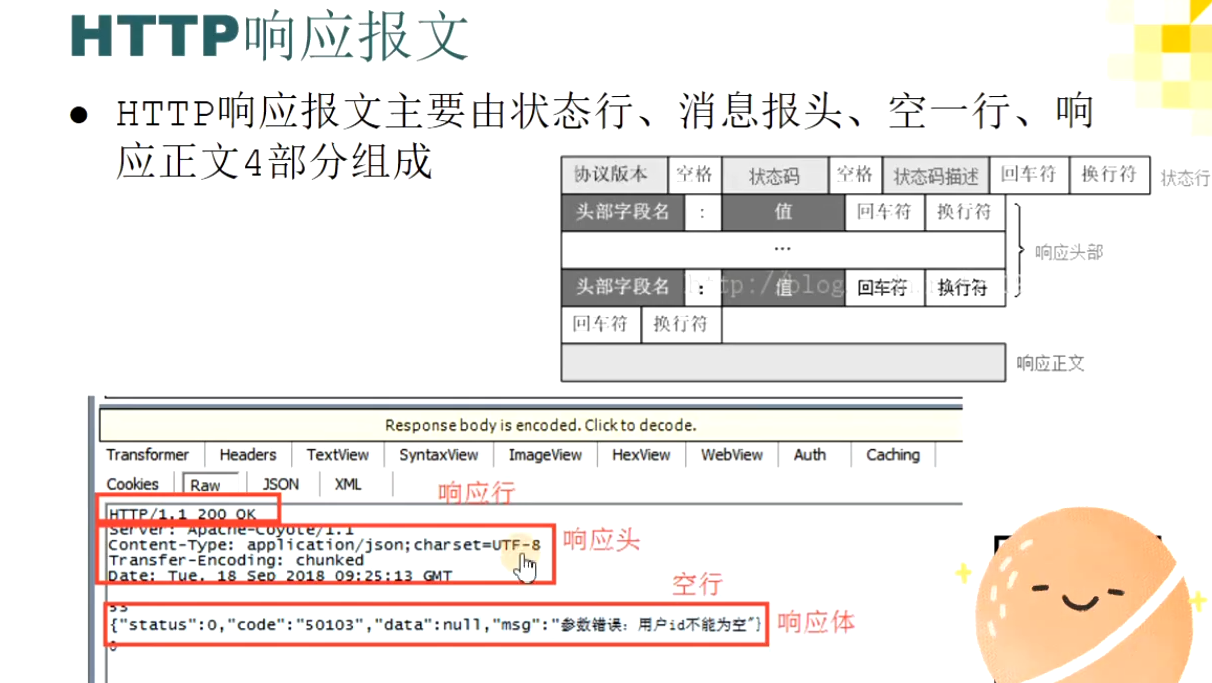 HTTP响应报文
● HTTP响应报文主要由状态行、消息报头、空一行、响
应正文4部分组成
协议版本 空格 状态码 空格 状态码描述 回车符 换行符 状态行
头部字段名 : 值 回车符 换行符
... 响应头部
头部字段名 : 值 回车符 换行符
回车符 换行符
响应正文
Response body is encoded. Click to decode.
Transformer Headers TextView SyntaxView ImageView HexView WebView Auth Caching
Cookies Raw JSON XML
响应行
HTTP/1.1 200 OK
Server: Apache-Coyote/1.1
响应头
Content-Type: application/json;charset=UTF-8
Transfer-Encoding: chunked
Date: Tue, 18 Sep 2018 09:25:13 GMT
空行
53
{"status":0,"code":"50103","data":null,"msg":"参数错误：用户id不能为空"} 响应体
0